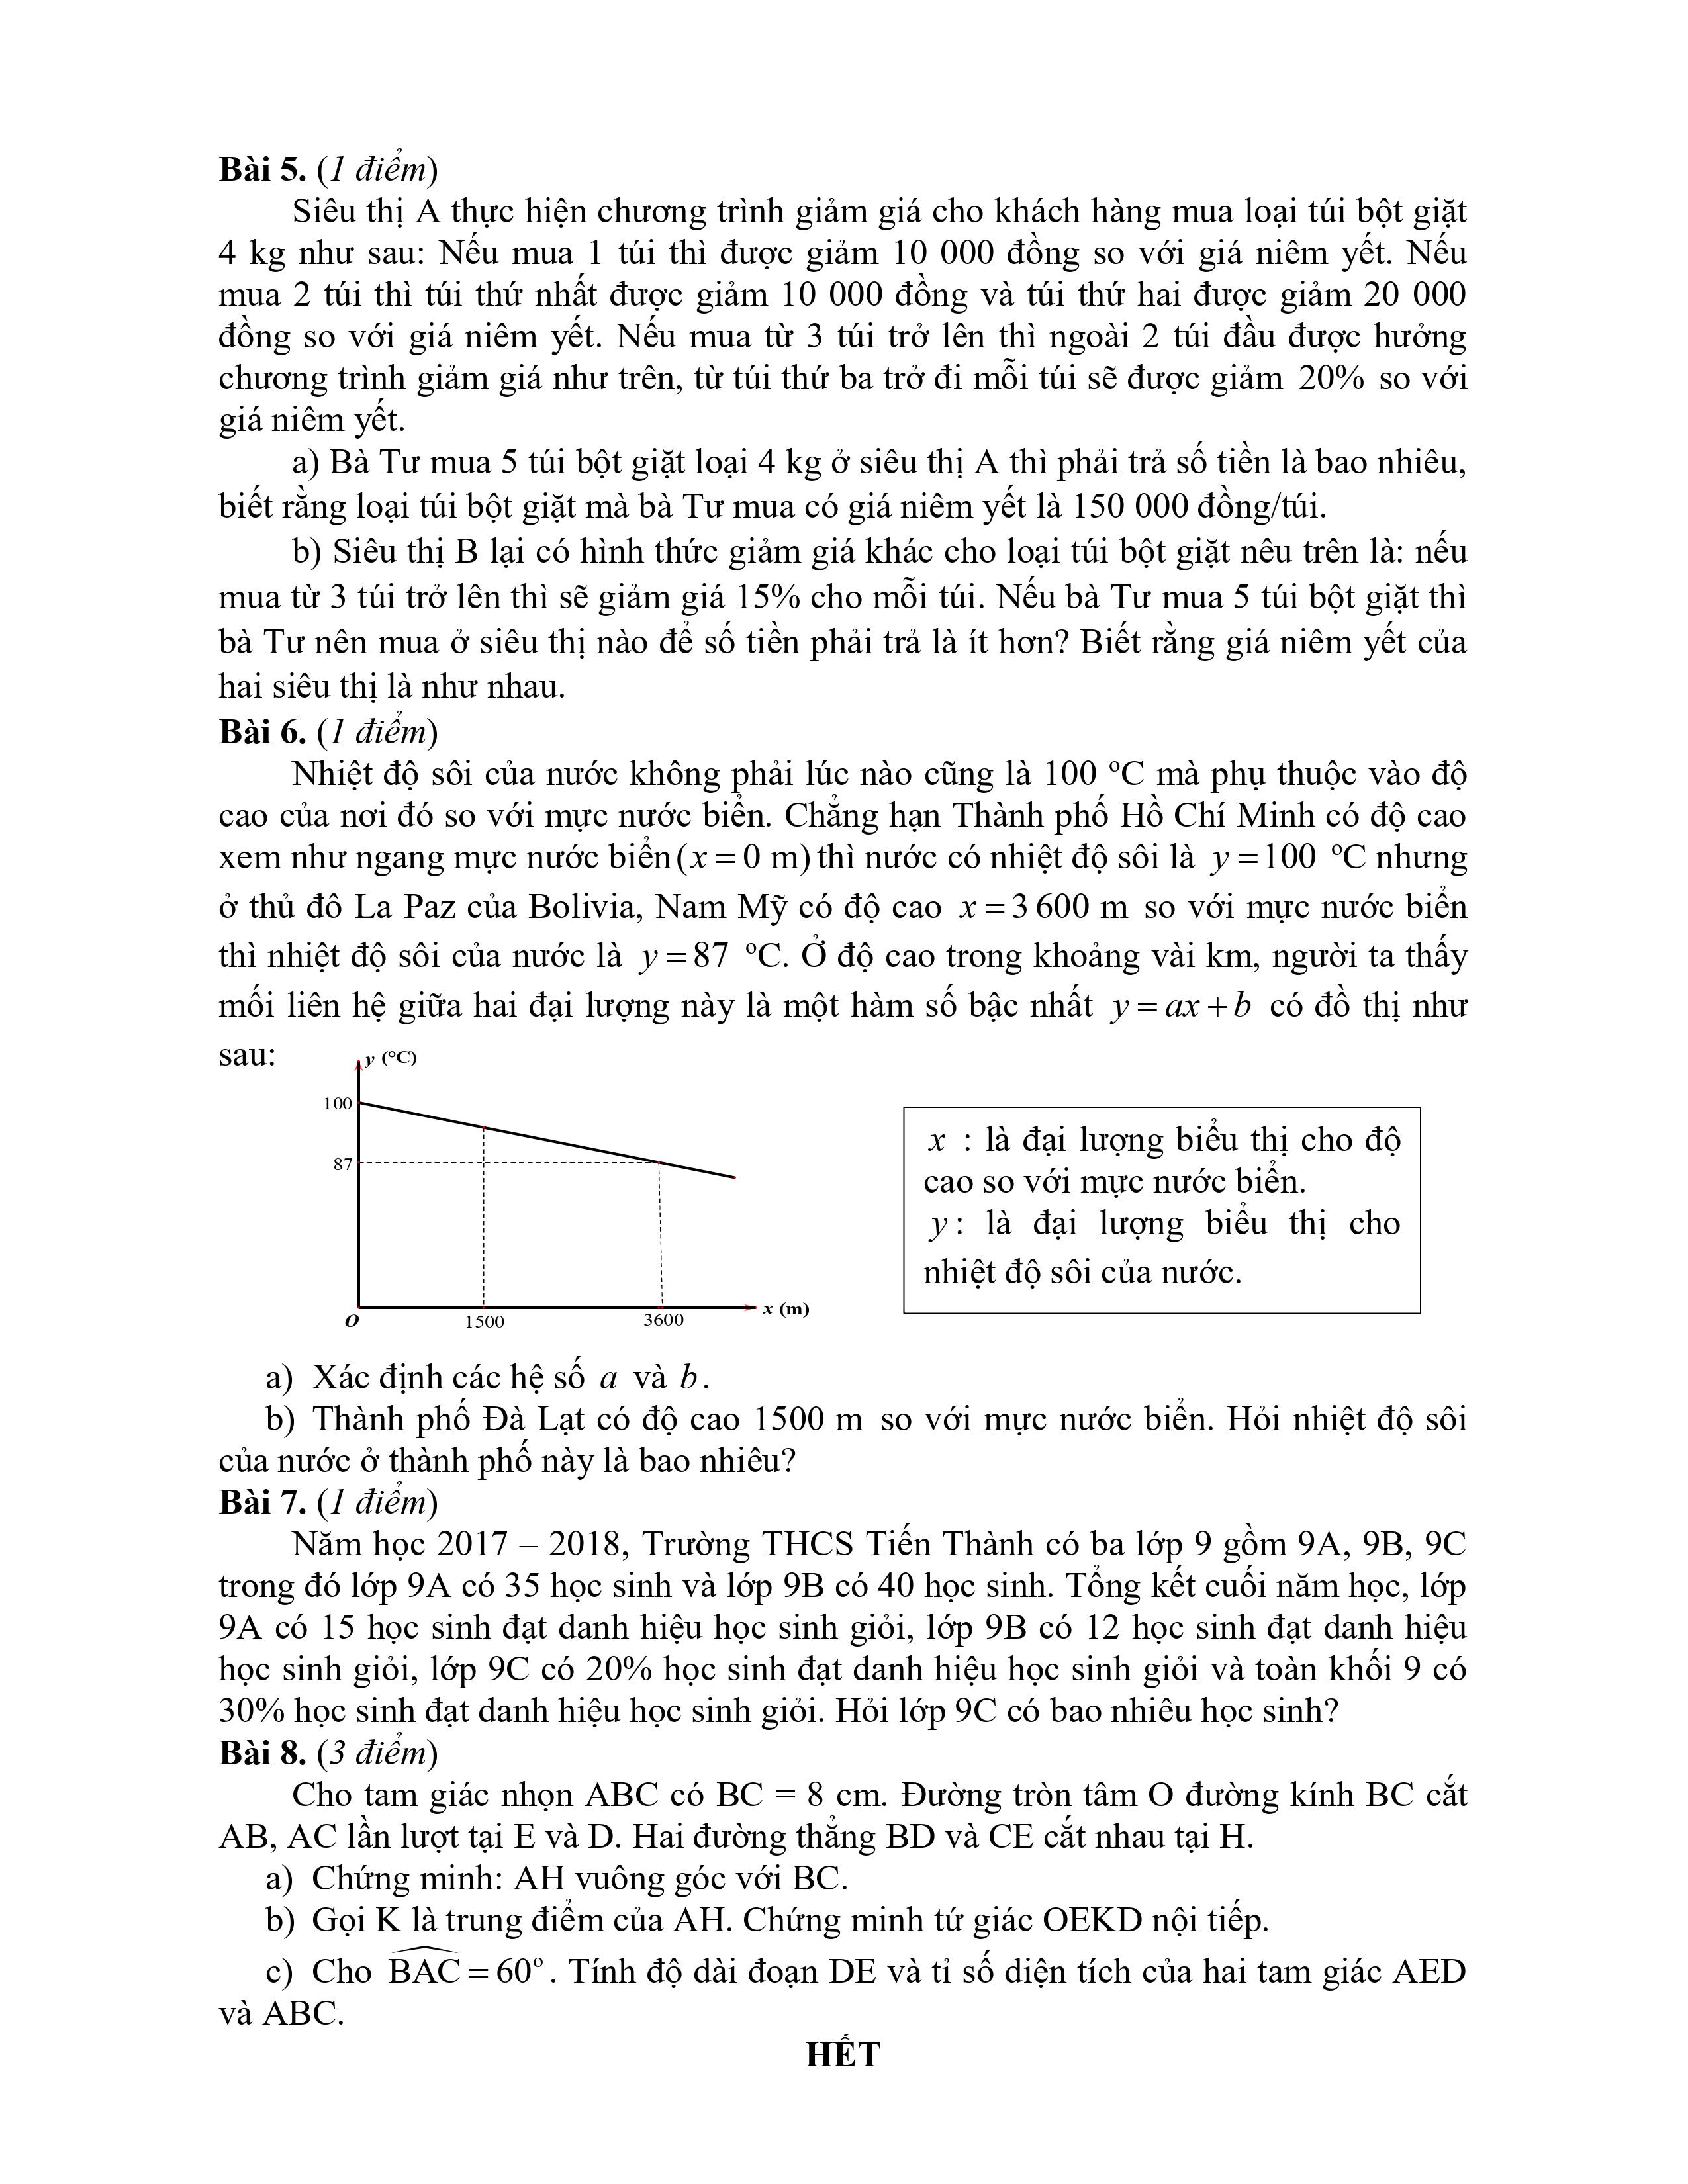 Bài 5. (1 điểm)
Siêu thị A thực hiện chương trình giảm giá cho khách hàng mua loại túi bột giặt
4 kg như sau: Nếu mua 1 túi thì được giảm 10 000 đồng so với giá niêm yết. Nếu
mua 2 túi thì túi thứ nhất được giảm 10 000 đồng và túi thứ hai được giảm 20 000
đồng so với giá niêm yết. Nếu mua từ 3 túi trở lên thì ngoài 2 túi đầu được hưởng
chương trình giảm giá như trên, từ túi thứ ba trở đi mỗi túi sẽ được giảm 20% so với
giá niêm yết.
a) Bà Tư mua 5 túi bột giặt loại 4 kg ở siêu thị A thì phải trả số tiền là bao nhiêu,
biết rằng loại túi bột giặt mà bà Tư mua có giá niêm yết là 150 000 đồng/túi.
b) Siêu thị B lại có hình thức giảm giá khác cho loại túi bột giặt nêu trên là: nếu
mua từ 3 túi trở lên thì sẽ giảm giá 15% cho mỗi túi. Nếu bà Tư mua 5 túi bột giặt thì
bà Tư nên mua ở siêu thị nào để số tiền phải trả là ít hơn? Biết rằng giá niêm yết của
hai siêu thị là như nhau.
Bài 6. (1 điểm)
Nhiệt độ sôi của nước không phải lúc nào cũng là 100 ºC mà phụ thuộc vào độ
cao của nơi đó so với mực nước biển. Chẳng hạn Thành phố Hồ Chí Minh có độ cao
xem như ngang mực nước biển (x = 0 m) thì nước có nhiệt độ sôi là y = 100 ºC nhưng
ở thủ đô La Paz của Bolivia, Nam Mỹ có độ cao x = 3 600 m so với mực nước biển
thì nhiệt độ sôi của nước là y = 87 ºC. Ở độ cao trong khoảng vài km, người ta thấy
mối liên hệ giữa hai đại lượng này là một hàm số bậc nhất y = ax + b có đồ thị như
sau:
y (°C)
100
87
O
1500
3600
x (m)
x : là đại lượng biểu thị cho độ
cao so với mực nước biển.
y : là đại lượng biểu thị cho
nhiệt độ sôi của nước.
a) Xác định các hệ số a và b.
b) Thành phố Đà Lạt có độ cao 1500 m so với mực nước biển. Hỏi nhiệt độ sôi
của nước ở thành phố này là bao nhiêu?
Bài 7. (1 điểm)
Năm học 2017 – 2018, Trường THCS Tiến Thành có ba lớp 9 gồm 9A, 9B, 9C
trong đó lớp 9A có 35 học sinh và lớp 9B có 40 học sinh. Tổng kết cuối năm học, lớp
9A có 15 học sinh đạt danh hiệu học sinh giỏi, lớp 9B có 12 học sinh đạt danh hiệu
học sinh giỏi, lớp 9C có 20% học sinh đạt danh hiệu học sinh giỏi và toàn khối 9 có
30% học sinh đạt danh hiệu học sinh giỏi. Hỏi lớp 9C có bao nhiêu học sinh?
Bài 8. (3 điểm)
Cho tam giác nhọn ABC có BC = 8 cm. Đường tròn tâm O đường kính BC cắt
AB, AC lần lượt tại E và D. Hai đường thẳng BD và CE cắt nhau tại H.
a) Chứng minh: AH vuông góc với BC.
b) Gọi K là trung điểm của AH. Chứng minh tứ giác OEKD nội tiếp.
c) Cho \widehat{BAC} = 60º. Tính độ dài đoạn DE và tỉ số diện tích của hai tam giác AED
và ABC.
HẾT